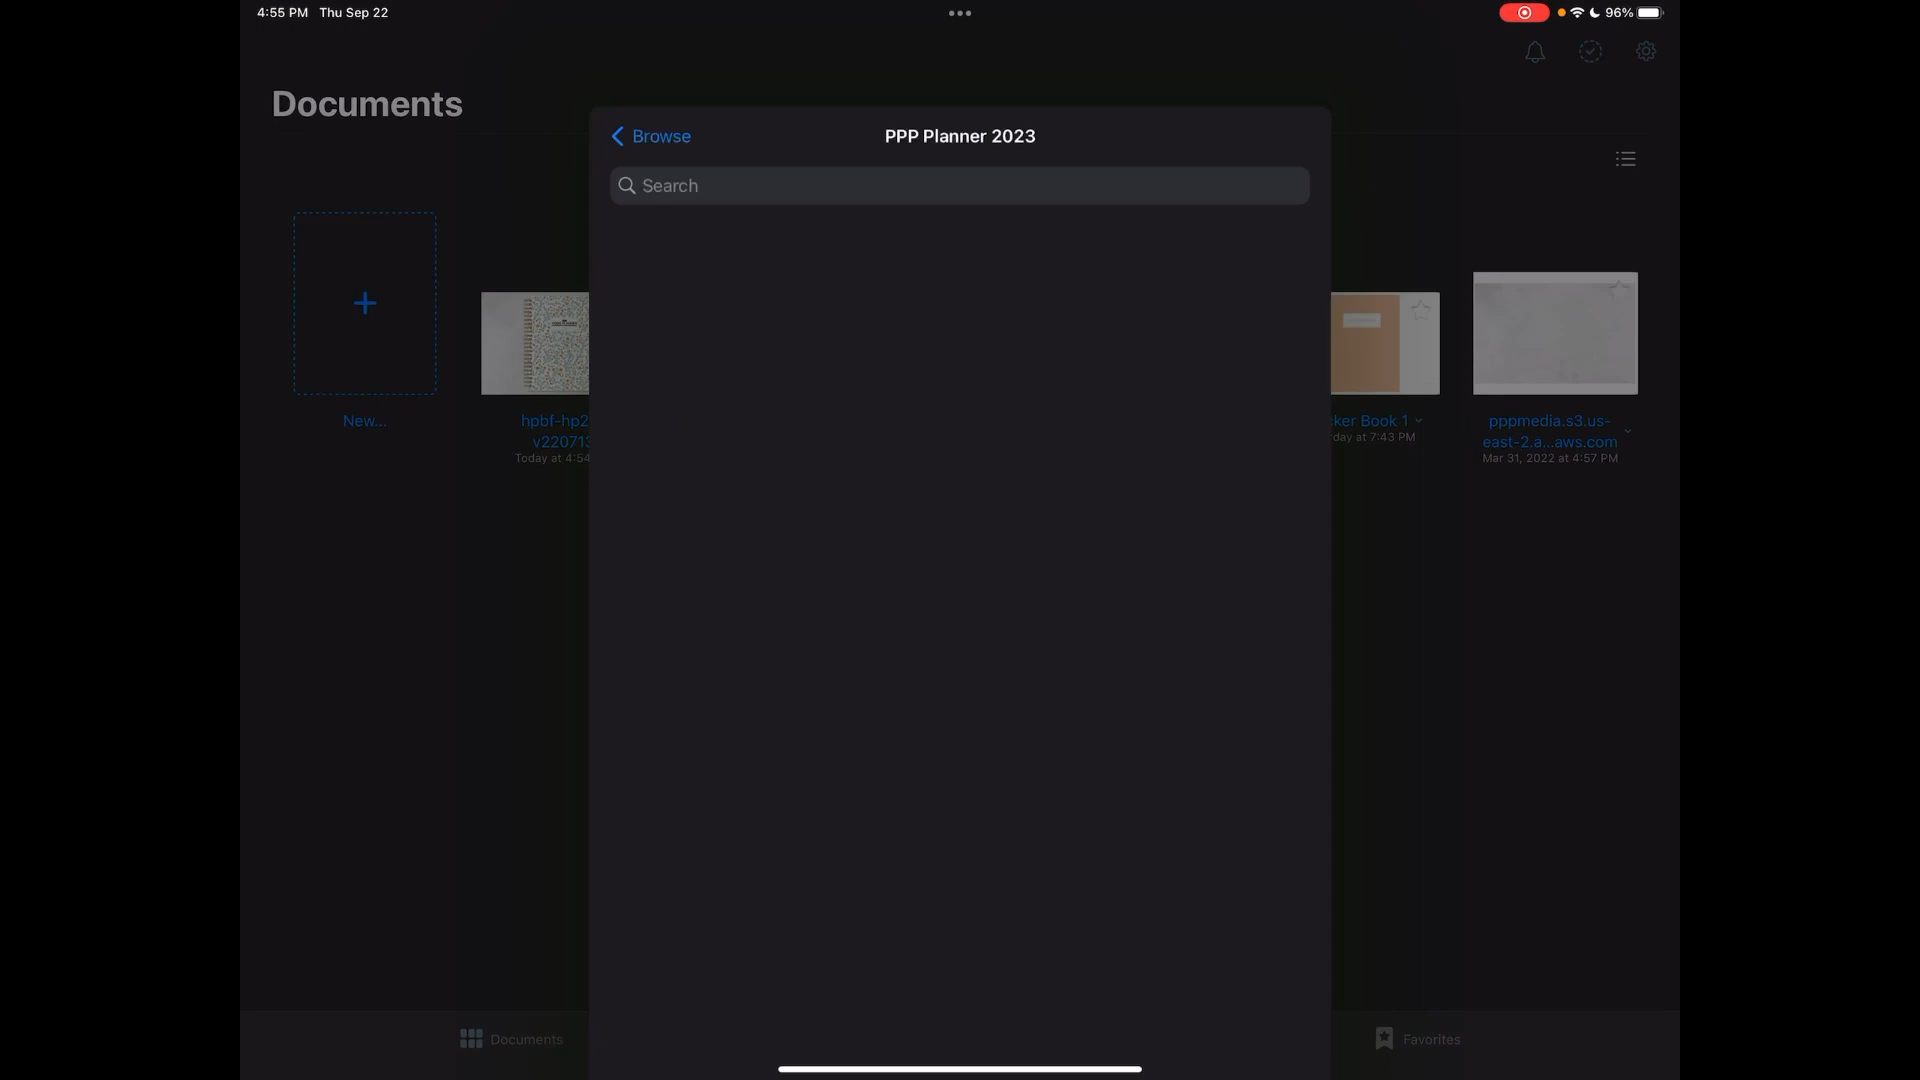 4:55 PM Thu Sep 22
96%
Documents
Browse
PPP Planner 2023
Search
New...
hpbf-hp2
v220713
Today at 4:54
ker Book 1
day at 7:43 PM
pppmedia.s3.us-
east-2.a...aws.com
Mar 31, 2022 at 4:57 PM
Documents
Favorites